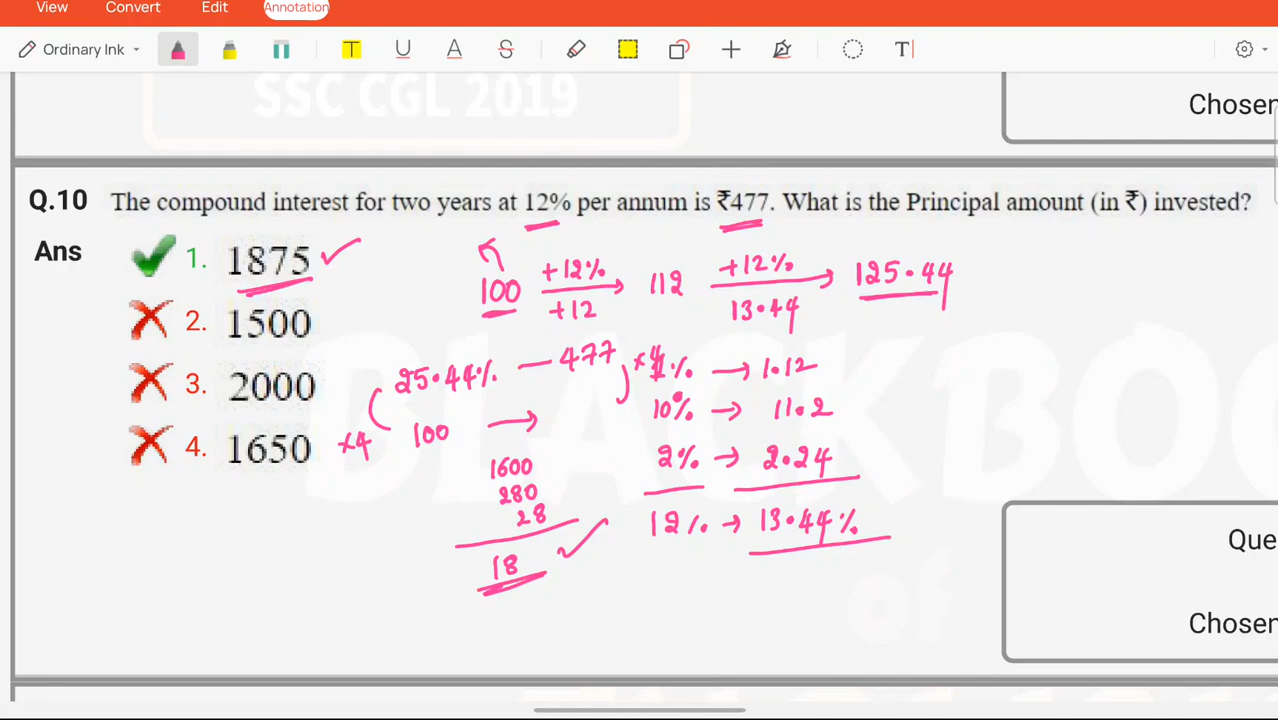 View Convert Edit Annotation
Ordinary Ink T U A S T
SSC CGL 2019
Chosen
Q.10 The compound interest for two years at 12% per annum is ₹477. What is the Principal amount (in ₹) invested?
Ans
1. 1875
2. 1500
3. 2000
4. 1650
100 +12% +12 → 112 +12% 13.44 → 125.44
25.44% — 477 ×4
×4 100 →
1600
280
28
18
1% → 1.12
10% → 11.2
2% → 2.24
12% → 13.44%
BLACKBOO
of
Que
Chosen